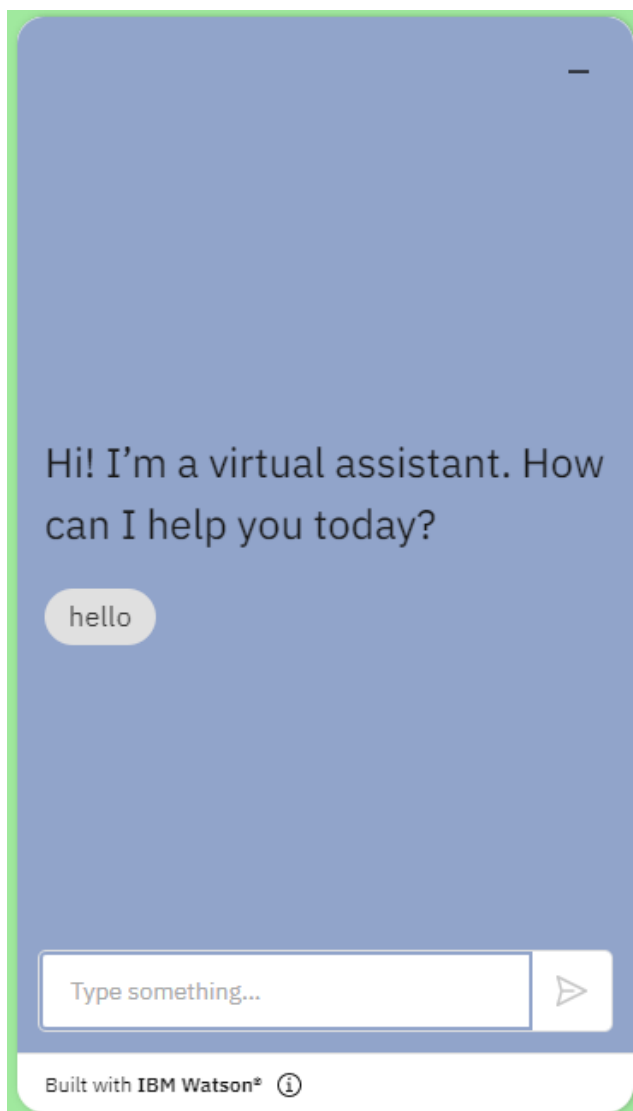 Hi! I’m a virtual assistant. How
can I help you today?
hello
Type something...
Built with IBM Watson®